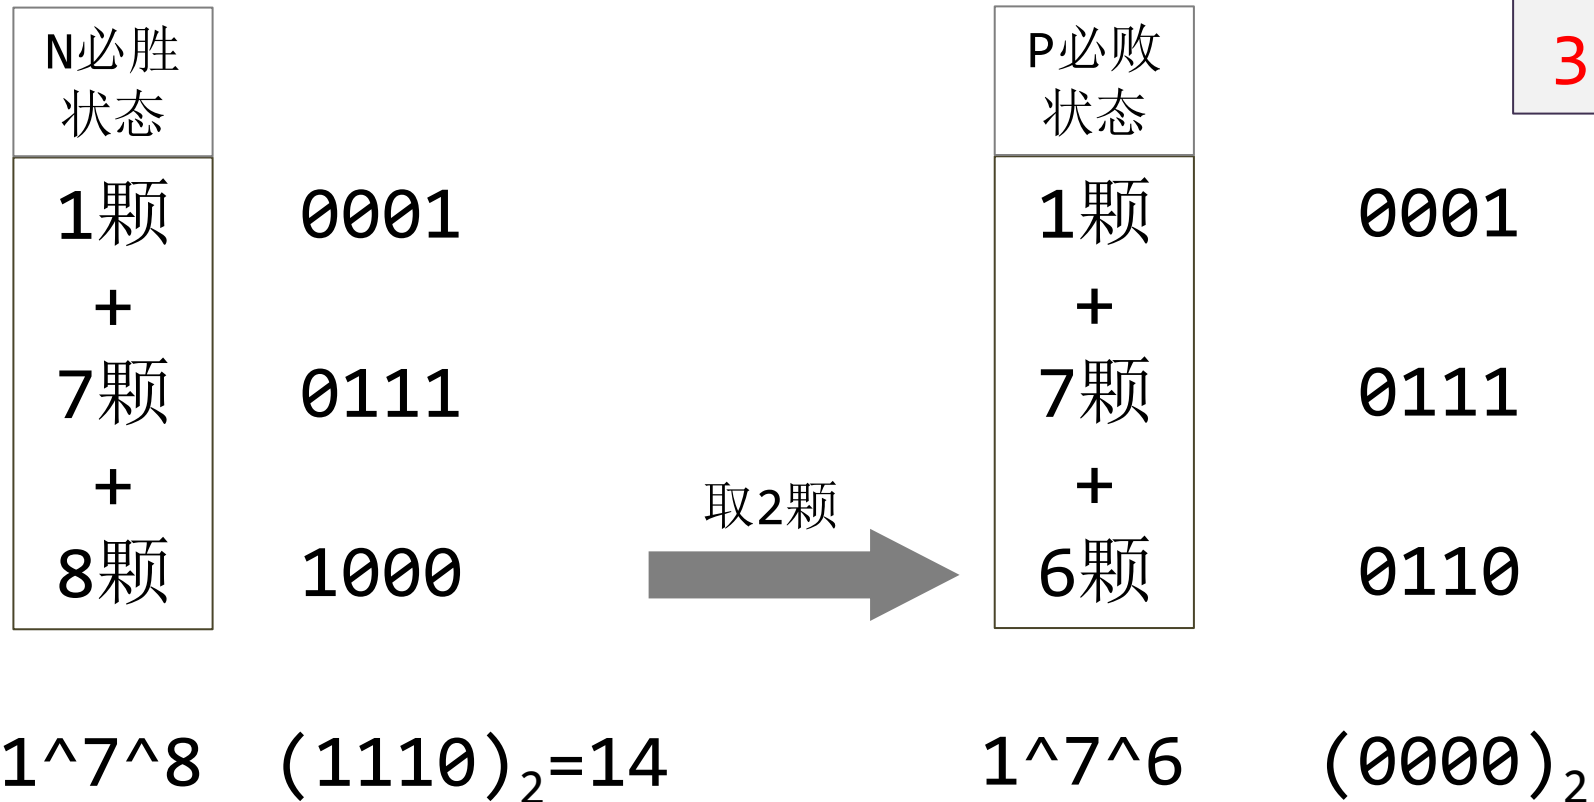 N必胜
状态
P必败
状态
3
1颗
0001
1颗
0001
+
+
7颗
0111
7颗
0111
+
+
取2颗
8颗
1000
6颗
0110
1^7^8
(1110)₂=14
1^7^6
(0000)₂